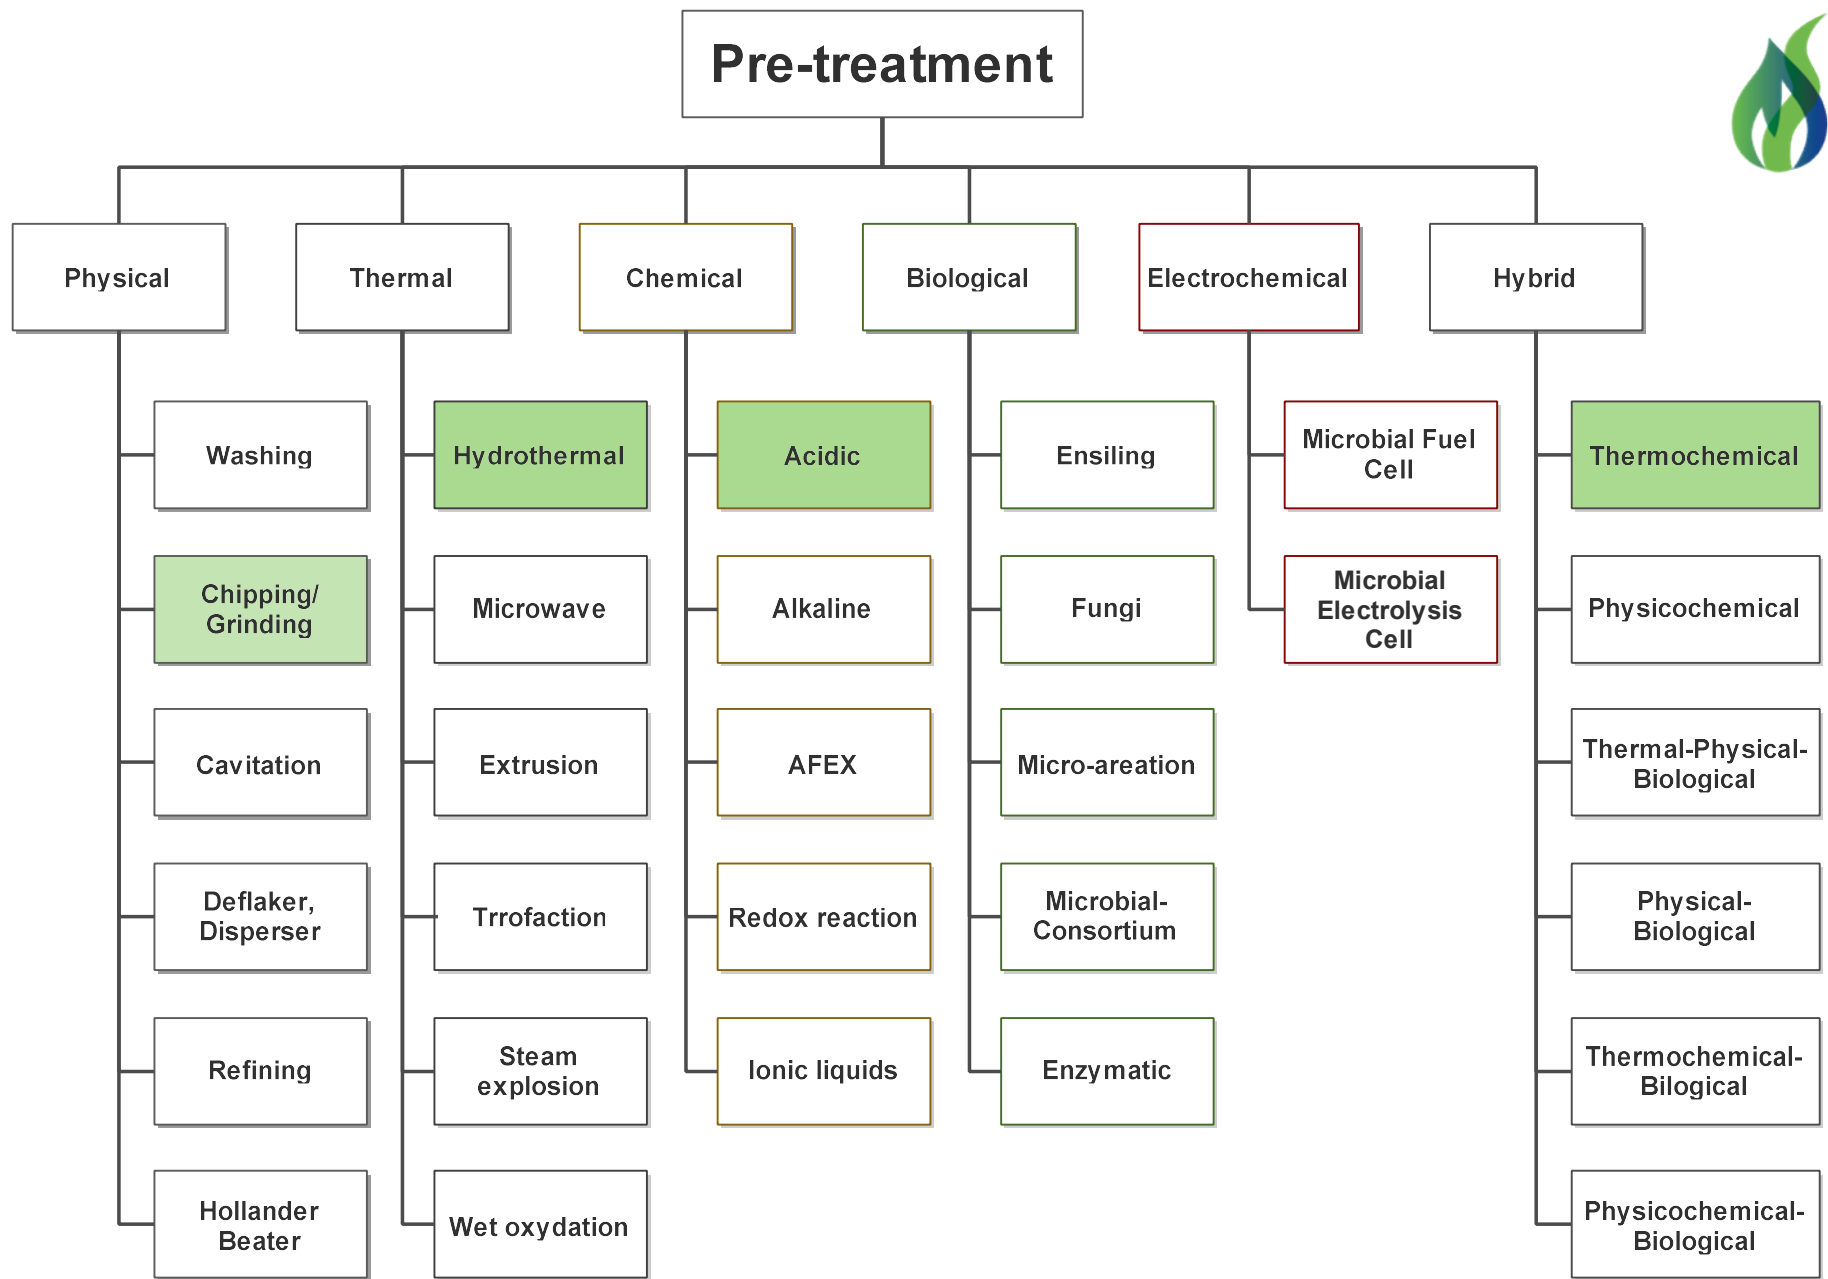 Pre-treatment
Physical
Thermal
Chemical
Biological
Electrochemical
Hybrid
Washing
Chipping/
Grinding
Cavitation
Deflaker,
Disperser
Refining
Hollander
Beater
Hydrothermal
Microwave
Extrusion
Trrofaction
Steam
explosion
Wet oxydation
Acidic
Alkaline
AFEX
Redox reaction
Ionic liquids
Ensiling
Fungi
Micro-areation
Microbial-
Consortium
Enzymatic
Microbial Fuel
Cell
Microbial
Electrolysis
Cell
Thermochemical
Physicochemical
Thermal-Physical-
Biological
Physical-
Biological
Thermochemical-
Bilogical
Physicochemical-
Biological